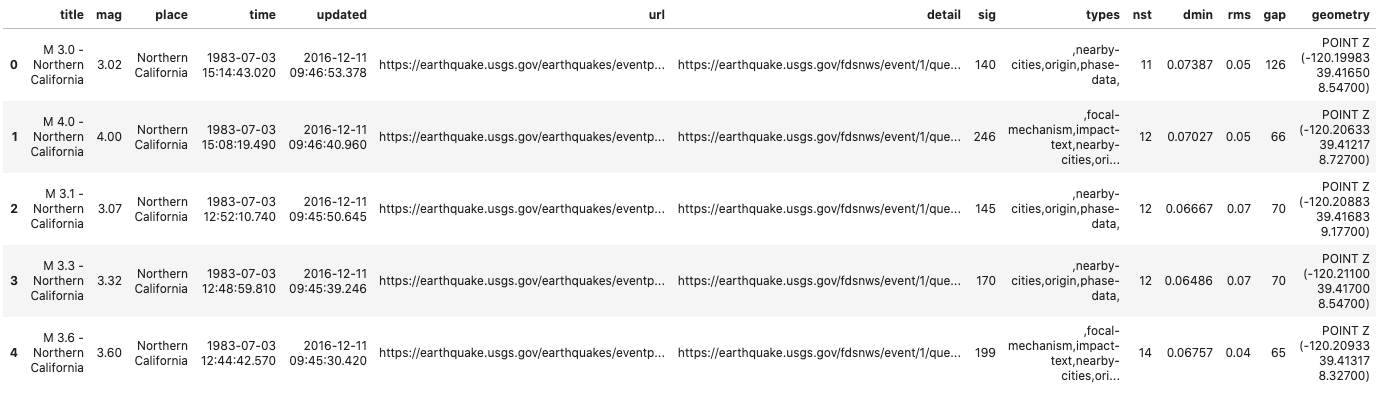 title mag place time updated url detail sig types nst dmin rms gap geometry
0 M 3.0 - Northern California 3.02 Northern California 1983-07-03 15:14:43.020 2016-12-11 09:46:53.378 https://earthquake.usgs.gov/earthquakes/eventp... https://earthquake.usgs.gov/fdsnws/event/1/que... 140 ,nearby-cities,origin,phase-data, 11 0.07387 0.05 126 POINT Z (-120.19983 39.41650 8.54700)
1 M 4.0 - Northern California 4.00 Northern California 1983-07-03 15:08:19.490 2016-12-11 09:46:40.960 https://earthquake.usgs.gov/earthquakes/eventp... https://earthquake.usgs.gov/fdsnws/event/1/que... 246 ,focal-mechanism,impact-text,nearby-cities,ori... 12 0.07027 0.05 66 POINT Z (-120.20633 39.41217 8.72700)
2 M 3.1 - Northern California 3.07 Northern California 1983-07-03 12:52:10.740 2016-12-11 09:45:50.645 https://earthquake.usgs.gov/earthquakes/eventp... https://earthquake.usgs.gov/fdsnws/event/1/que... 145 ,nearby-cities,origin,phase-data, 12 0.06667 0.07 70 POINT Z (-120.20883 39.41683 9.17700)
3 M 3.3 - Northern California 3.32 Northern California 1983-07-03 12:48:59.810 2016-12-11 09:45:39.246 https://earthquake.usgs.gov/earthquakes/eventp... https://earthquake.usgs.gov/fdsnws/event/1/que... 170 ,nearby-cities,origin,phase-data, 12 0.06486 0.07 70 POINT Z (-120.21100 39.41700 8.54700)
4 M 3.6 - Northern California 3.60 Northern California 1983-07-03 12:44:42.570 2016-12-11 09:45:30.420 https://earthquake.usgs.gov/earthquakes/eventp... https://earthquake.usgs.gov/fdsnws/event/1/que... 199 ,focal-mechanism,impact-text,nearby-cities,ori... 14 0.06757 0.04 65 POINT Z (-120.20933 39.41317 8.32700)